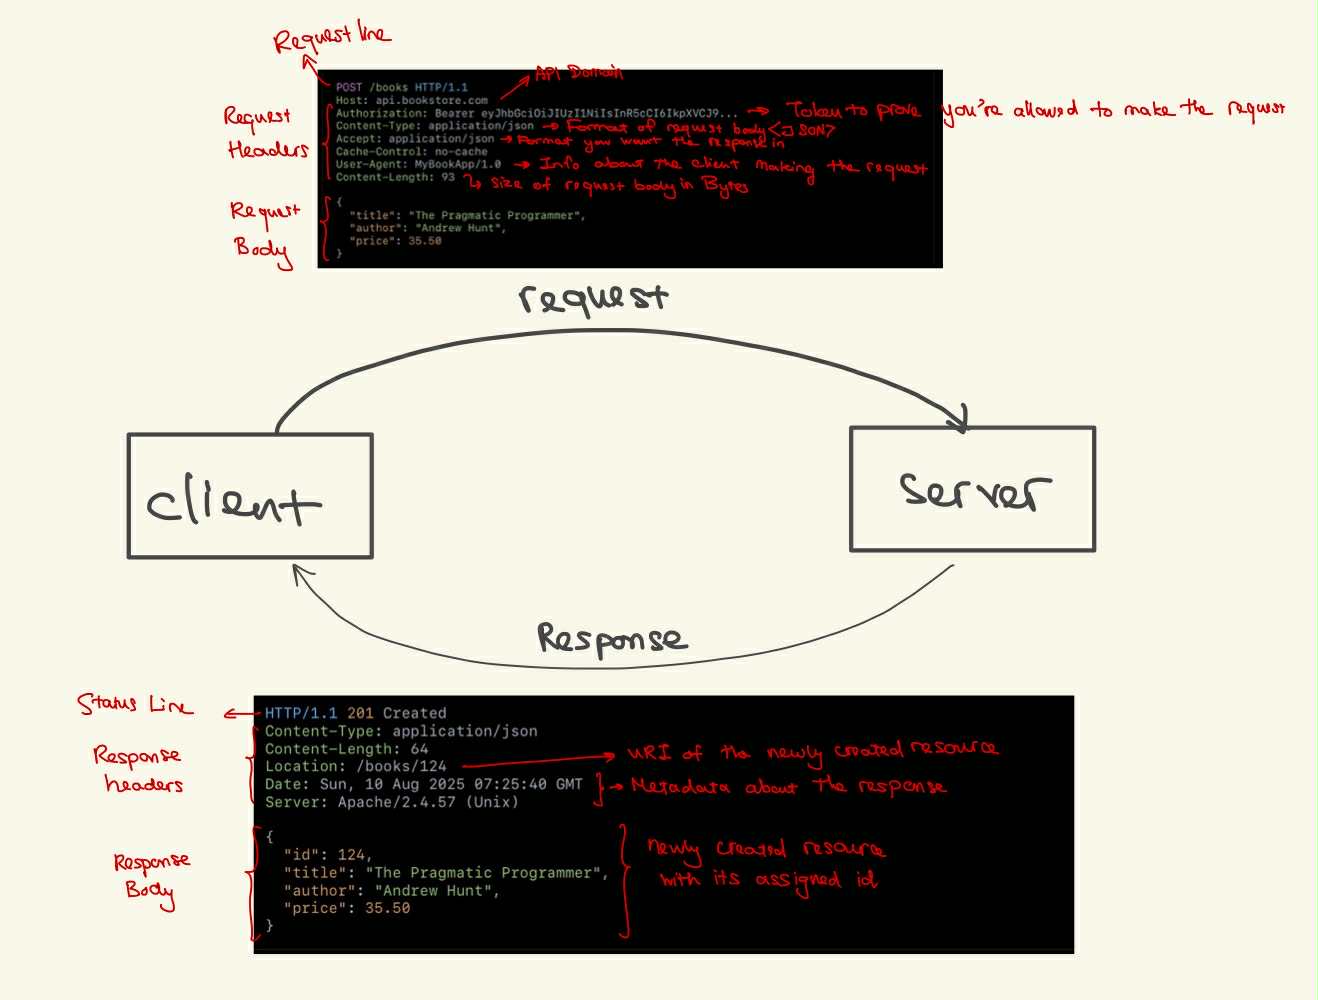 Request line
API Domain
POST /books HTTP/1.1
Host: api.bookstore.com
Request
Headers
Authorization: Bearer eyJhbGciOiJIUzI1NiIsInR5cCI6IkpXVCJ9... → Token to prove you're allowed to make the request
Content-Type: application/json → Format of request body <JSON>
Accept: application/json → Format you want the response in
Cache-Control: no-cache
User-Agent: MyBookApp/1.0 → Info about the client making the request
Content-Length: 93 → Size of request body in Bytes
Request
Body
{
"title": "The Pragmatic Programmer",
"author": "Andrew Hunt",
"price": 35.50
}
request
client
server
Response
Status Line
HTTP/1.1 201 Created
Response
headers
Content-Type: application/json
Content-Length: 64
Location: /books/124 → URI of the newly created resource
Date: Sun, 10 Aug 2025 07:25:40 GMT
Server: Apache/2.4.57 (Unix)
→ Metadata about the response
Response
Body
{
"id": 124,
"title": "The Pragmatic Programmer",
"author": "Andrew Hunt",
"price": 35.50
}
newly created resource
with its assigned id